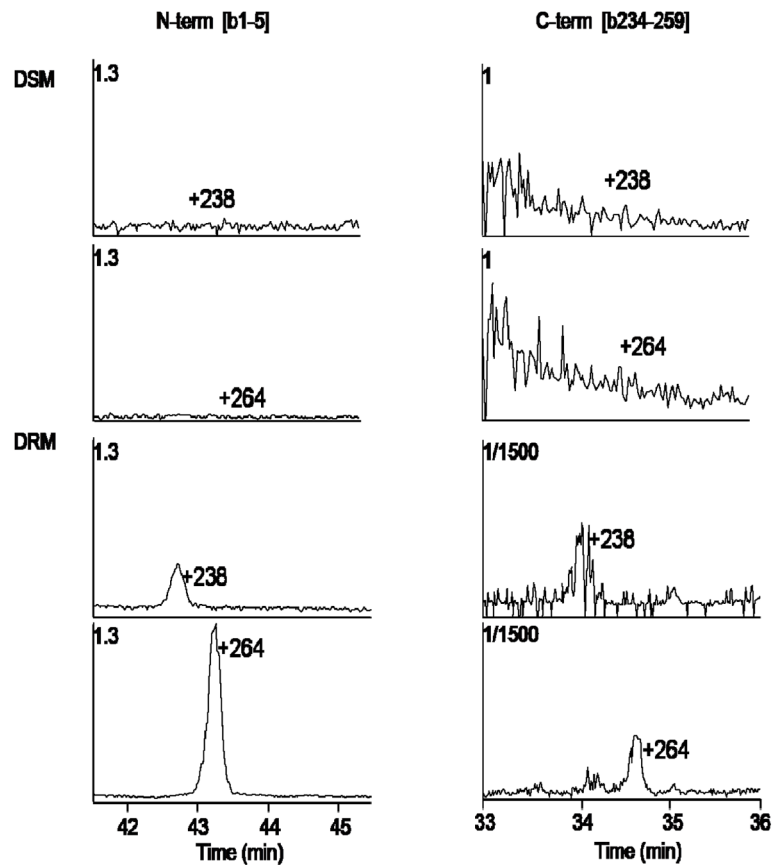 N-term [b1-5] C-term [b234-259]
DSM 1.3 1
+238 +238
1.3 1
+264 +264
DRM 1.3 1/1500
+238 +238
1.3 1/1500
+264 +264
42 43 44 45 33 34 35 36
Time (min) Time (min)